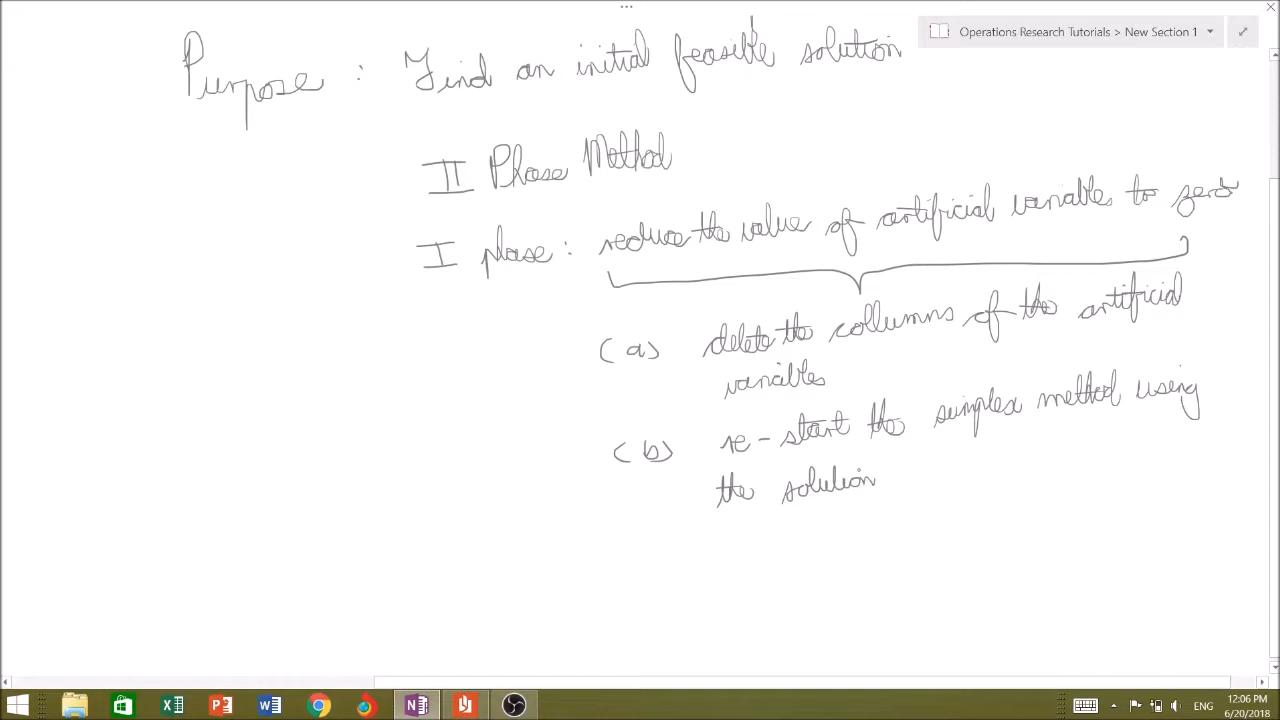 Operations Research Tutorials > New Section 1
Purpose : Find an initial feasible solution
II Phase Method
I phase : reduce the value of artificial variables to zero
(a) delete the collumns of the artificial
variables
(b) re-start the simplex method using
the solution
ENG
12:06 PM
6/20/2018